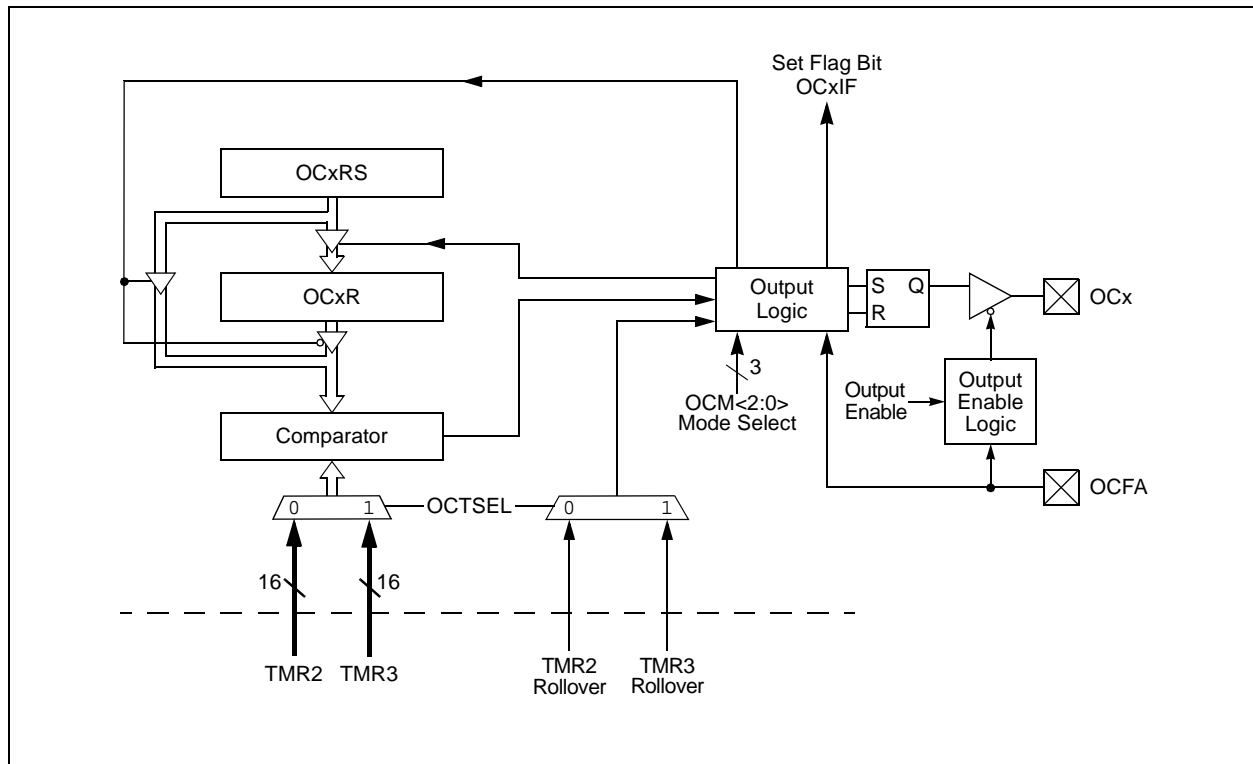 Set Flag Bit
OCxIF
OCxRS
OCxR
Output
Logic
S Q
R
OCx
3
OCM<2:0>
Mode Select
Output
Enable
Output
Enable
Logic
Comparator
OCFA
0 1
OCTSEL
0 1
16
16
TMR2
TMR3
TMR2
Rollover
TMR3
Rollover